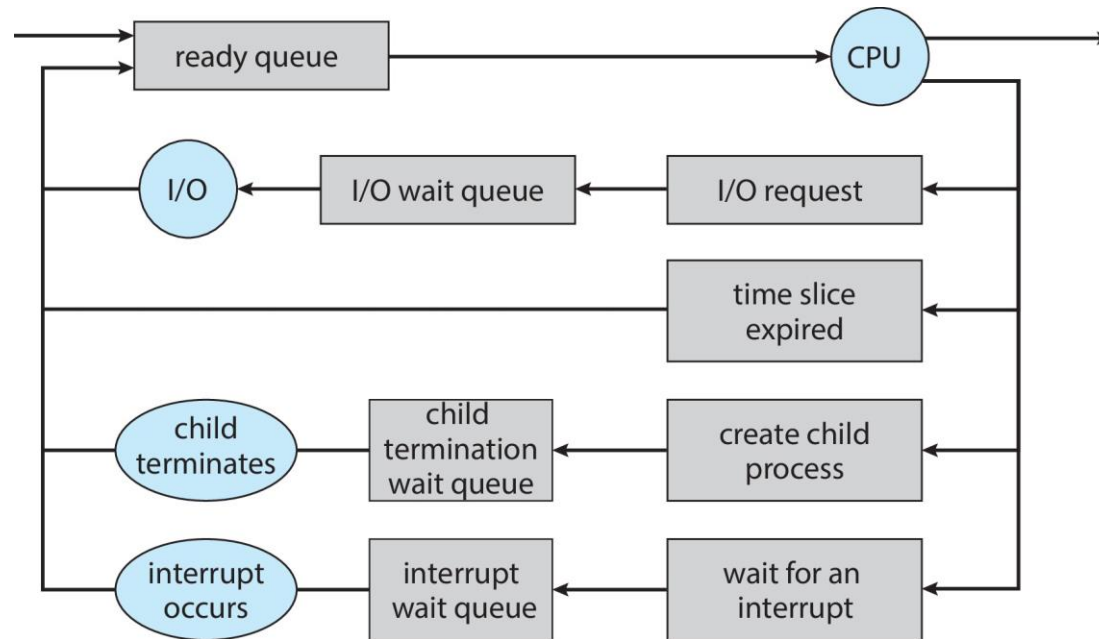 ready queue
CPU
I/O
I/O wait queue
I/O request
time slice
expired
child
terminates
child
termination
wait queue
create child
process
interrupt
occurs
interrupt
wait queue
wait for an
interrupt